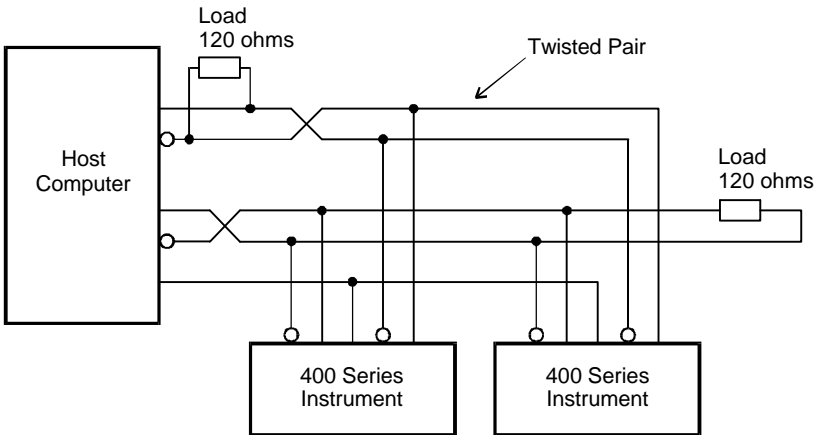 Load
120 ohms
Twisted Pair
Host
Computer
Load
120 ohms
400 Series
Instrument
400 Series
Instrument